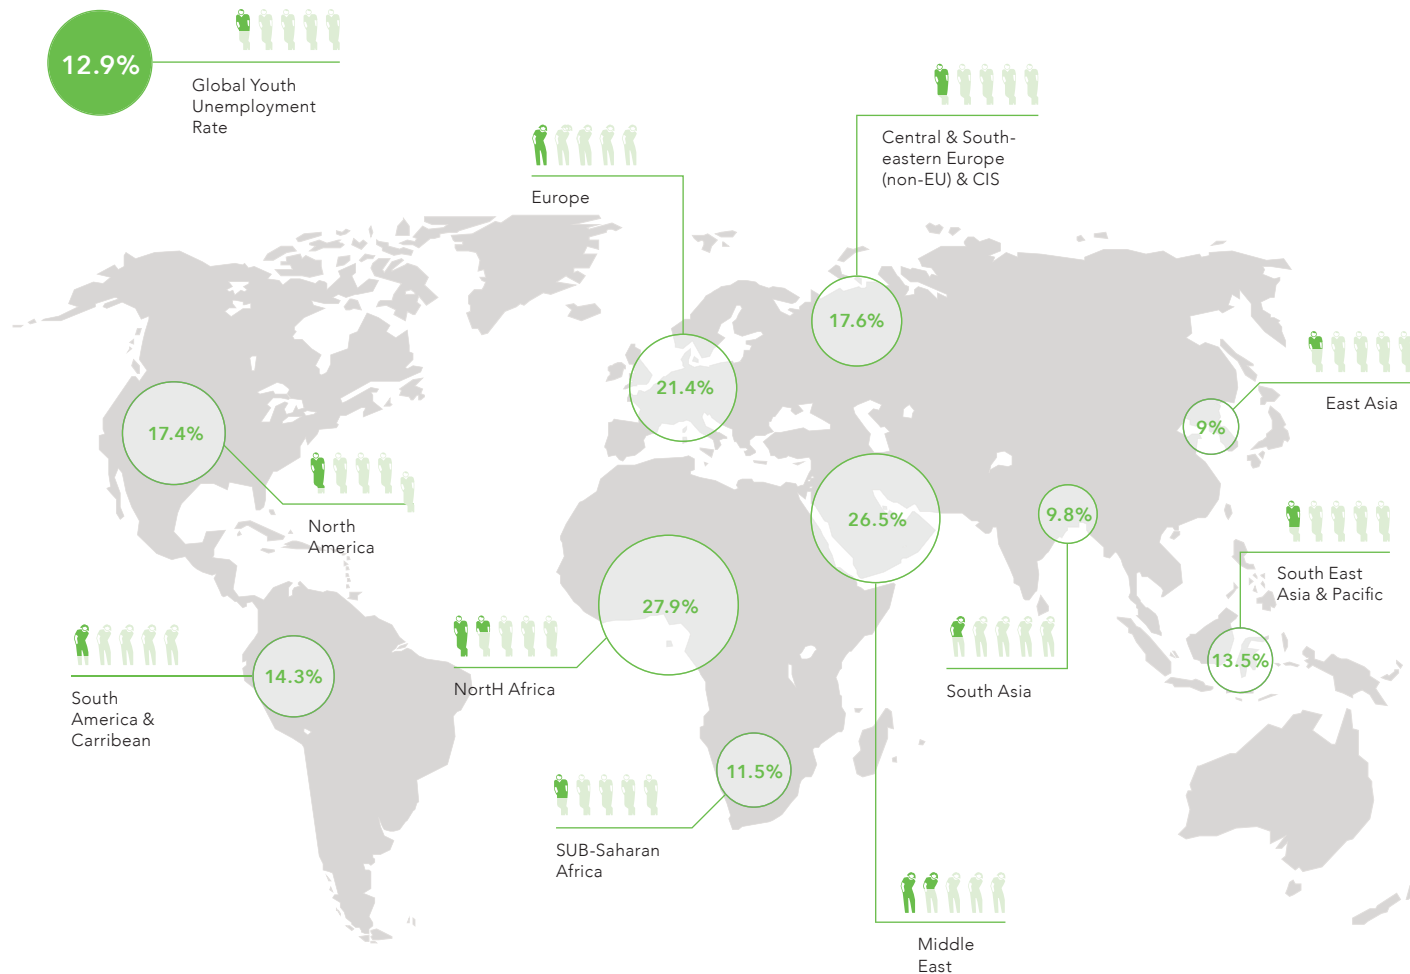 12.9%
Global Youth
Unemployment
Rate
Central & South-
eastern Europe
(non-EU) & CIS
Europe
17.6%
21.4%
East Asia
9%
17.4%
North
America
26.5%
9.8%
South East
Asia & Pacific
13.5%
27.9%
NortH Africa
South Asia
14.3%
South
America &
Carribean
11.5%
SUB-Saharan
Africa
Middle
East